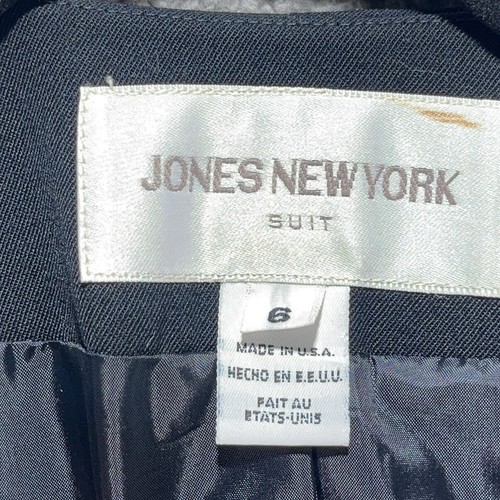 JONES NEW YORK
SUIT
6
MADE IN U.S.A.
HECHO EN E.E.U.U.
FAIT AU
ETATS-UNIS